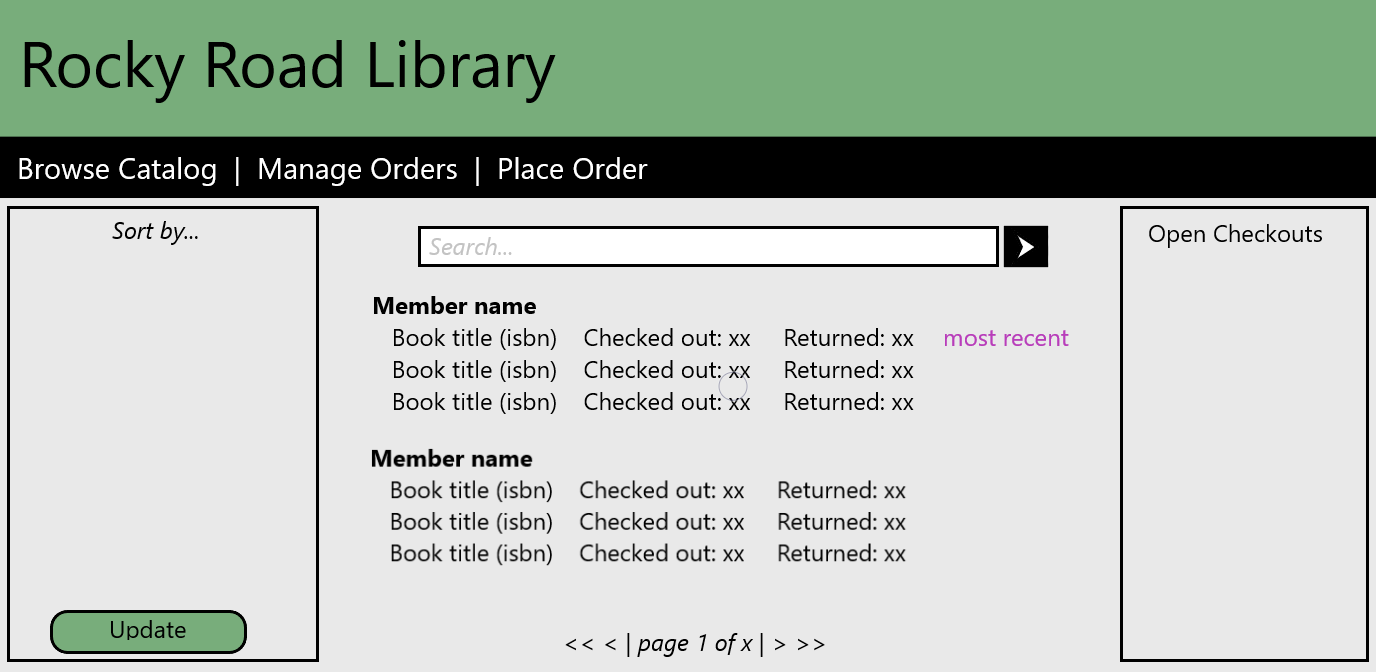 Rocky Road Library
Browse Catalog | Manage Orders | Place Order
Sort by...
Update
Search...
Member name
Book title (isbn) Checked out: xx Returned: xx most recent
Book title (isbn) Checked out: xx Returned: xx
Book title (isbn) Checked out: xx Returned: xx
Member name
Book title (isbn) Checked out: xx Returned: xx
Book title (isbn) Checked out: xx Returned: xx
Book title (isbn) Checked out: xx Returned: xx
<< < | page 1 of x | > >>
Open Checkouts